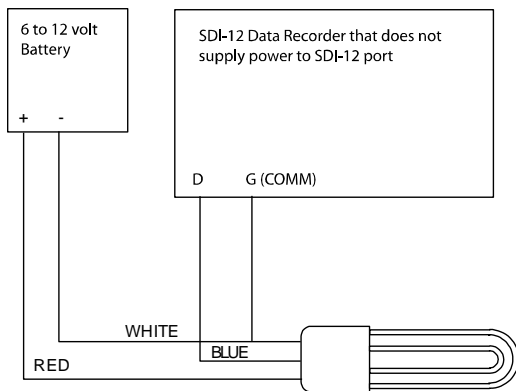 6 to 12 volt
Battery
+ -
SDI-12 Data Recorder that does not
supply power to SDI-12 port
D G (COMM)
WHITE
BLUE
RED